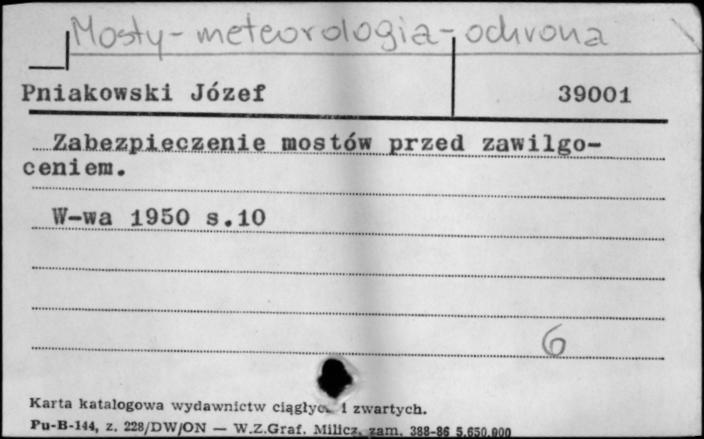 Mosty - meteorologia - ochrona
Pniakowski Józef 39001
Zabezpieczenie mostów przed zawilgo-
ceniem.
W-wa 1950 s.10
6
Karta katalogowa wydawnictw ciągłyc i zwartych.
Pu-B-144, z. 228/DW/ON — W.Z.Graf. Milicz, zam. 388-86 5.650.000